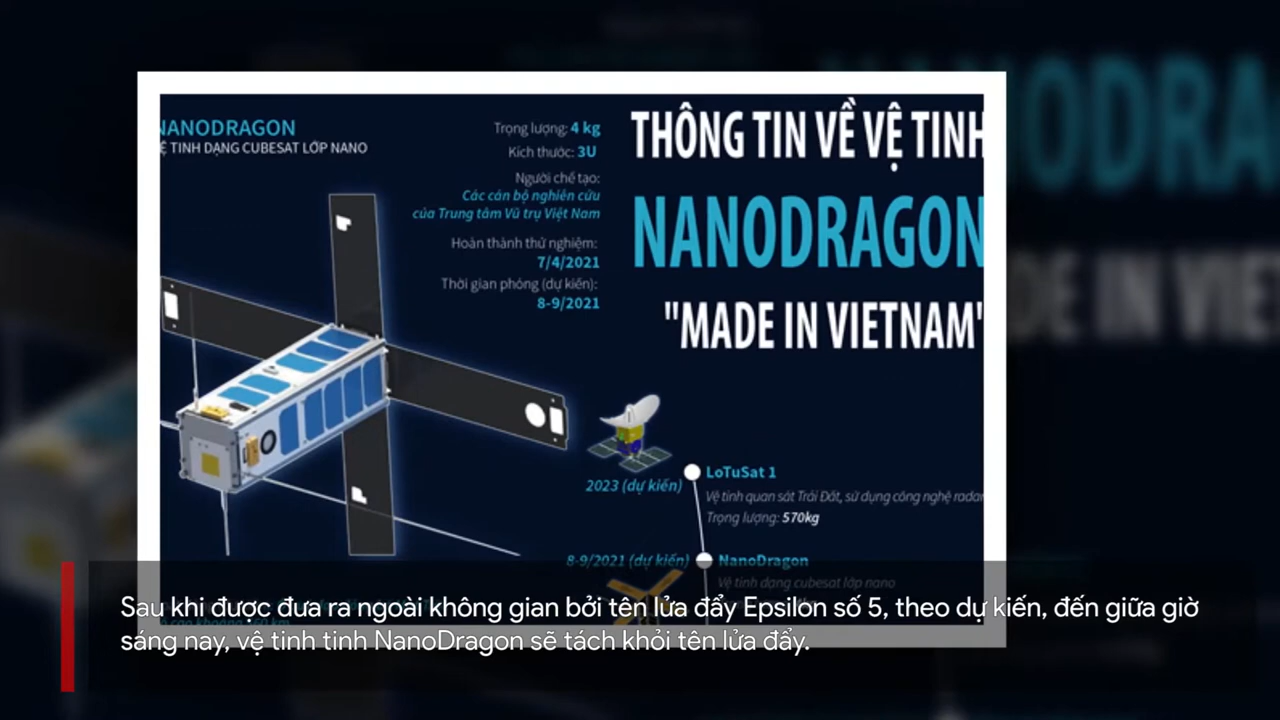 NANODRAGON
Ệ TINH DẠNG CUBESAT LỚP NANO
Trọng lượng: 4 kg
Kích thước: 3U
Người chế tạo:
Các cán bộ nghiên cứu
của Trung tâm Vũ trụ Việt Nam
Hoàn thành thử nghiệm:
7/4/2021
Thời gian phóng (dự kiến):
8-9/2021
THÔNG TIN VỀ VỆ TINH
NANODRAGON
"MADE IN VIETNAM"
2023 (dự kiến)
LoTuSat 1
Vệ tinh quan sát Trái Đất, sử dụng công nghệ radar
Trọng lượng: 570kg
8-9/2021 (dự kiến)
NanoDragon
Vệ tinh dạng cubesat lớp nano
Sau khi được đưa ra ngoài không gian bởi tên lửa đẩy Epsilon số 5, theo dự kiến, đến giữa giờ
sáng nay, vệ tinh tinh NanoDragon sẽ tách khỏi tên lửa đẩy.